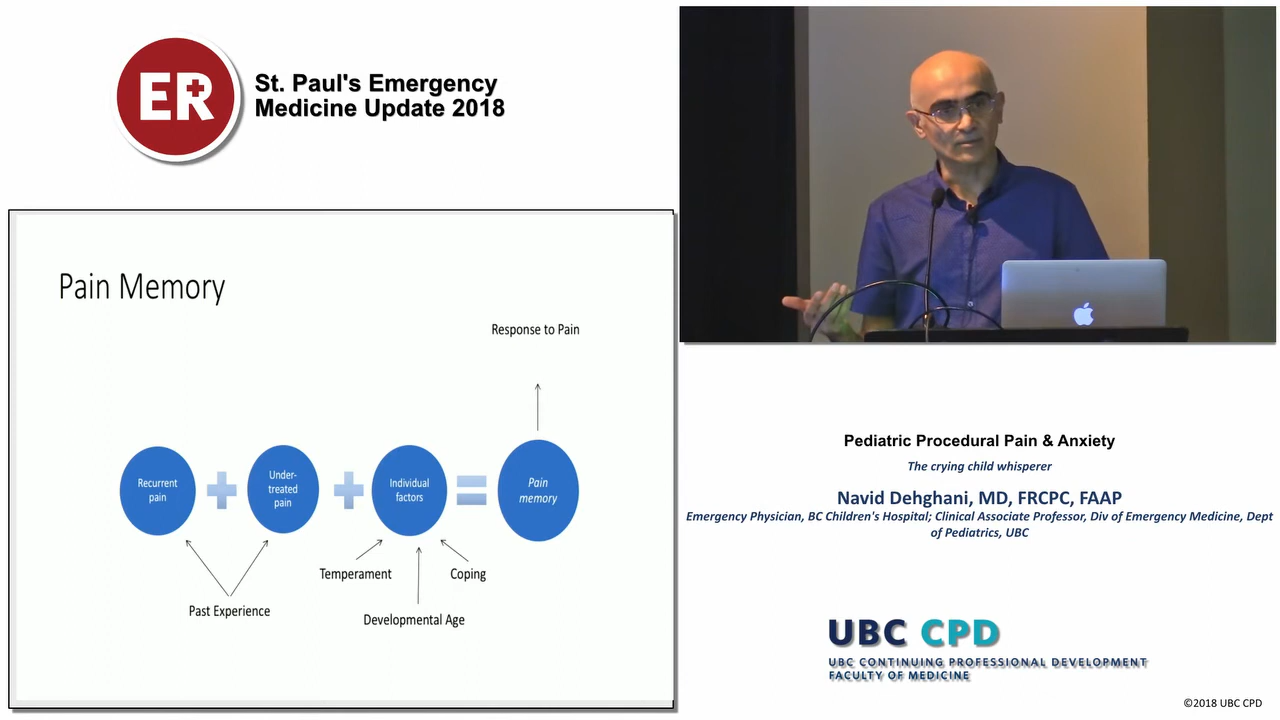 ER
St. Paul's Emergency
Medicine Update 2018
Pain Memory
Response to Pain
Recurrent
pain
Under-
treated
pain
Individual
factors
Pain
memory
Temperament
Coping
Past Experience
Developmental Age
Pediatric Procedural Pain & Anxiety
The crying child whisperer
Navid Dehghani, MD, FRCPC, FAAP
Emergency Physician, BC Children's Hospital; Clinical Associate Professor, Div of Emergency Medicine, Dept
of Pediatrics, UBC
UBC CPD
UBC CONTINUING PROFESSIONAL DEVELOPMENT
FACULTY OF MEDICINE
©2018 UBC CPD